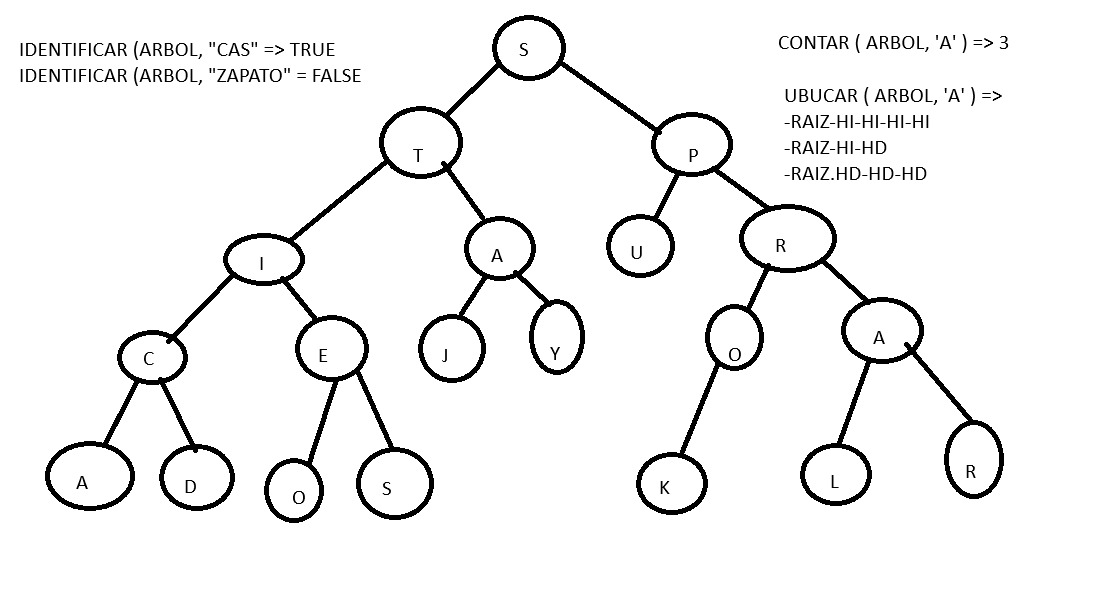 IDENTIFICAR (ARBOL, "CAS" => TRUE
IDENTIFICAR (ARBOL, "ZAPATO" = FALSE
CONTAR ( ARBOL, 'A' ) => 3
UBUCAR ( ARBOL, 'A' ) =>
-RAIZ-HI-HI-HI-HI
-RAIZ-HI-HD
-RAIZ.HD-HD-HD
S
T
P
I
A
U
R
C
E
J
Y
O
A
A
D
O
S
K
L
R